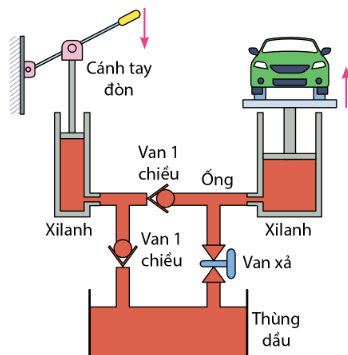 Cánh tay
đòn
Van 1
chiều
Ống
Xilanh
Xilanh
Van 1
chiều
Van xả
Thùng
dầu